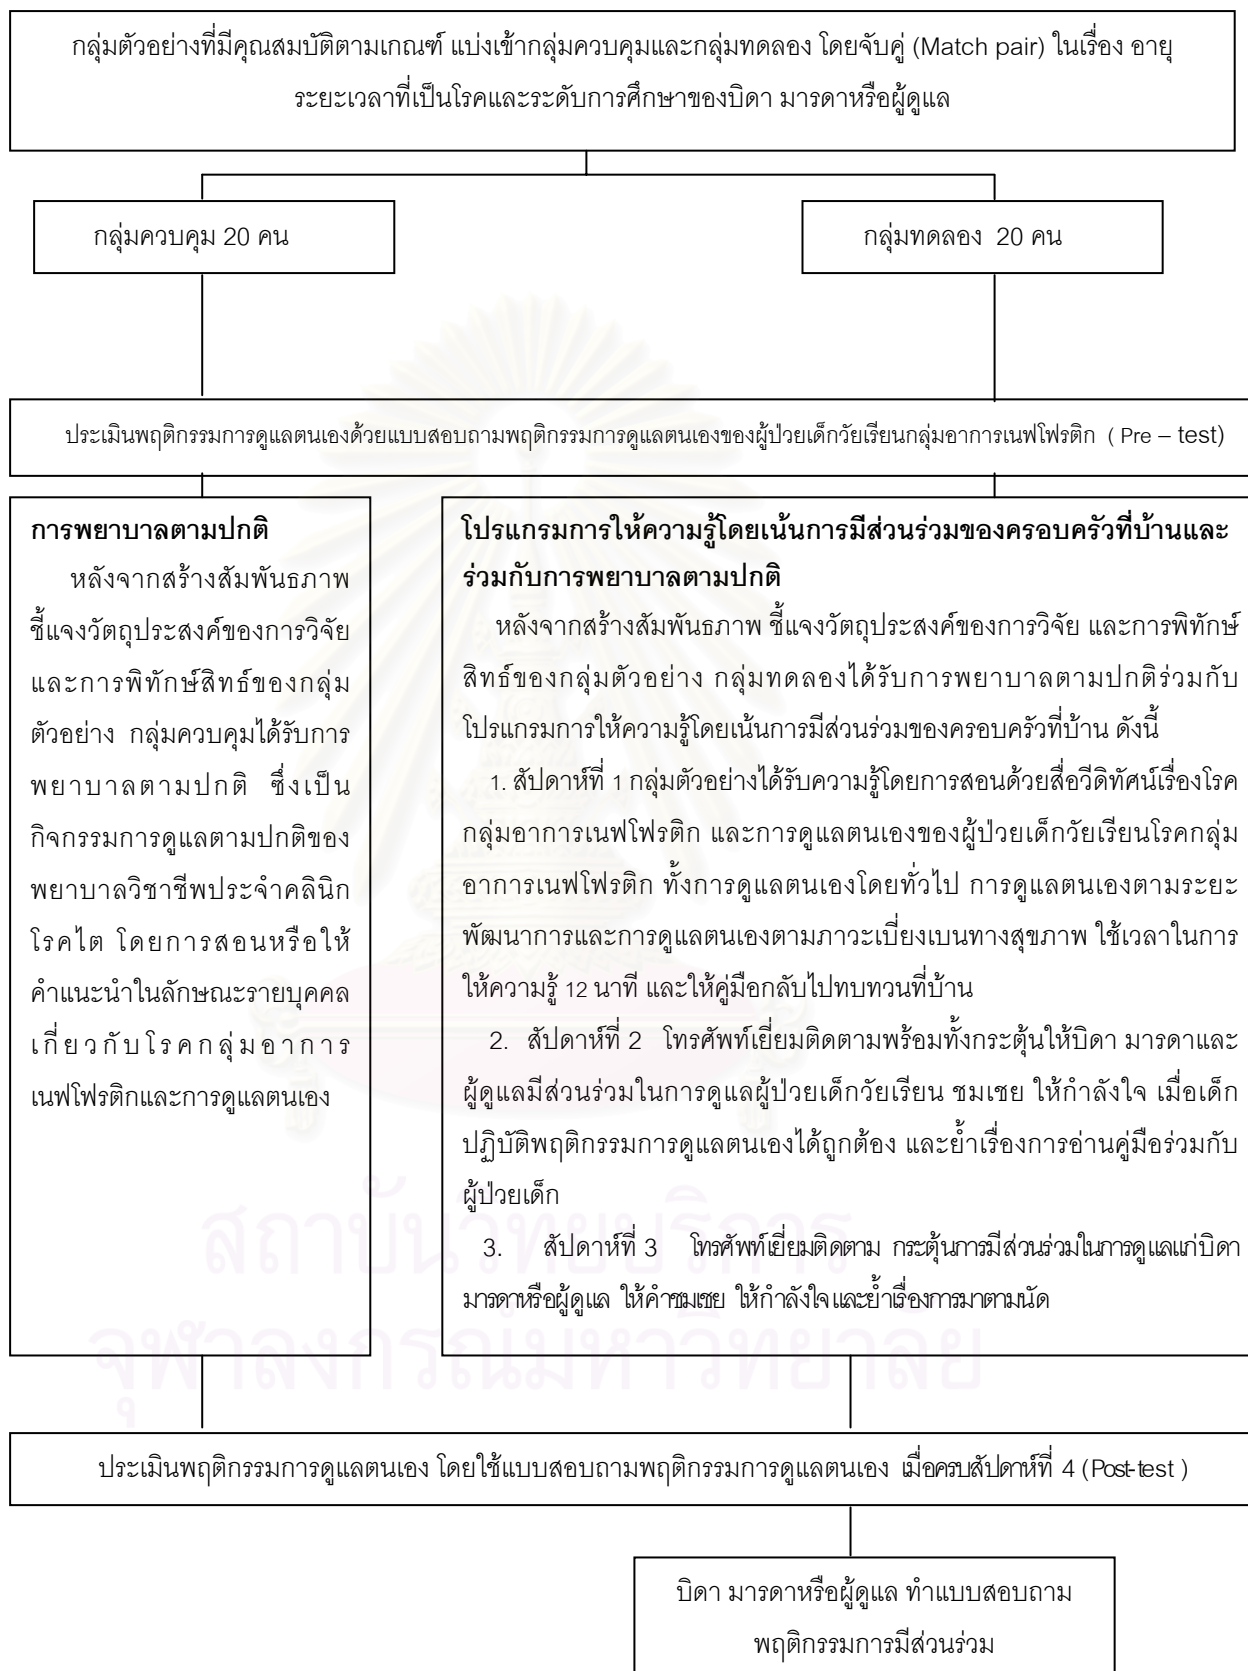 กลุ่มตัวอย่างที่มีคุณสมบัติตามเกณฑ์ แบ่งเข้ากลุ่มควบคุมและกลุ่มทดลอง โดยจับคู่ (Match pair) ในเรื่อง อายุ
ระยะเวลาที่เป็นโรคและระดับการศึกษาของบิดา มารดาหรือผู้ดูแล
กลุ่มควบคุม 20 คน
กลุ่มทดลอง 20 คน
ประเมินพฤติกรรมการดูแลตนเองด้วยแบบสอบถามพฤติกรรมการดูแลตนเองของผู้ป่วยเด็กวัยเรียนกลุ่มอาการเนฟโฟรติก ( Pre – test)
การพยาบาลตามปกติ
หลังจากสร้างสัมพันธภาพ
ชี้แจงวัตถุประสงค์ของการวิจัย
และการพิทักษ์สิทธ์ของกลุ่ม
ตัวอย่าง กลุ่มควบคุมได้รับการ
พยาบาลตามปกติ ซึ่งเป็น
กิจกรรมการดูแลตามปกติของ
พยาบาลวิชาชีพประจำคลินิก
โรคไต โดยการสอนหรือให้
คำแนะนำในลักษณะรายบุคคล
เกี่ยวกับโรคกลุ่มอาการ
เนฟโฟรติกและการดูแลตนเอง
โปรแกรมการให้ความรู้โดยเน้นการมีส่วนร่วมของครอบครัวที่บ้านและ
ร่วมกับการพยาบาลตามปกติ
หลังจากสร้างสัมพันธภาพ ชี้แจงวัตถุประสงค์ของการวิจัย และการพิทักษ์
สิทธ์ของกลุ่มตัวอย่าง กลุ่มทดลองได้รับการพยาบาลตามปกติร่วมกับ
โปรแกรมการให้ความรู้โดยเน้นการมีส่วนร่วมของครอบครัวที่บ้าน ดังนี้
1. สัปดาห์ที่ 1 กลุ่มตัวอย่างได้รับความรู้โดยการสอนด้วยสื่อวีดิทัศน์เรื่องโรค
กลุ่มอาการเนฟโฟรติก และการดูแลตนเองของผู้ป่วยเด็กวัยเรียนโรคกลุ่ม
อาการเนฟโฟรติก ทั้งการดูแลตนเองโดยทั่วไป การดูแลตนเองตามระยะ
พัฒนาการและการดูแลตนเองตามภาวะเบี่ยงเบนทางสุขภาพ ใช้เวลาในการ
ให้ความรู้ 12 นาที และให้คู่มือกลับไปทบทวนที่บ้าน
2. สัปดาห์ที่ 2 โทรศัพท์เยี่ยมติดตามพร้อมทั้งกระตุ้นให้บิดา มารดาและ
ผู้ดูแลมีส่วนร่วมในการดูแลผู้ป่วยเด็กวัยเรียน ชมเชย ให้กำลังใจ เมื่อเด็ก
ปฏิบัติพฤติกรรมการดูแลตนเองได้ถูกต้อง และย้ำเรื่องการอ่านคู่มือร่วมกับ
ผู้ป่วยเด็ก
3. สัปดาห์ที่ 3 โทรศัพท์เยี่ยมติดตาม กระตุ้นการมีส่วนร่วมในการดูแลแก่บิดา
มารดาหรือผู้ดูแล ให้คำชมเชย ให้กำลังใจ และย้ำเรื่องการมาตามนัด
สถาบันวิทยบริการ
จุฬาลงกรณ์มหาวิทยาลัย
ประเมินพฤติกรรมการดูแลตนเอง โดยใช้แบบสอบถามพฤติกรรมการดูแลตนเอง เมื่อครบสัปดาห์ที่ 4 (Post-test )
บิดา มารดาหรือผู้ดูแล ทำแบบสอบถาม
พฤติกรรมการมีส่วนร่วม